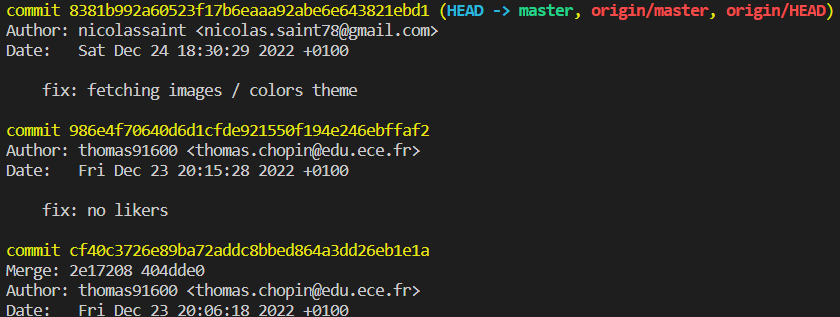 commit 8381b992a60523f17b6eaaa92abe6e643821ebd1 (HEAD -> master, origin/master, origin/HEAD)
Author: nicolassaint <nicolas.saint78@gmail.com>
Date:   Sat Dec 24 18:30:29 2022 +0100
    fix: fetching images / colors theme
commit 986e4f70640d6d1cfde921550f194e246ebffaf2
Author: thomas91600 <thomas.chopin@edu.ece.fr>
Date:   Fri Dec 23 20:15:28 2022 +0100
    fix: no likers
commit cf40c3726e89ba72addc8bbed864a3dd26eb1e1a
Merge: 2e17208 404dde0
Author: thomas91600 <thomas.chopin@edu.ece.fr>
Date:   Fri Dec 23 20:06:18 2022 +0100